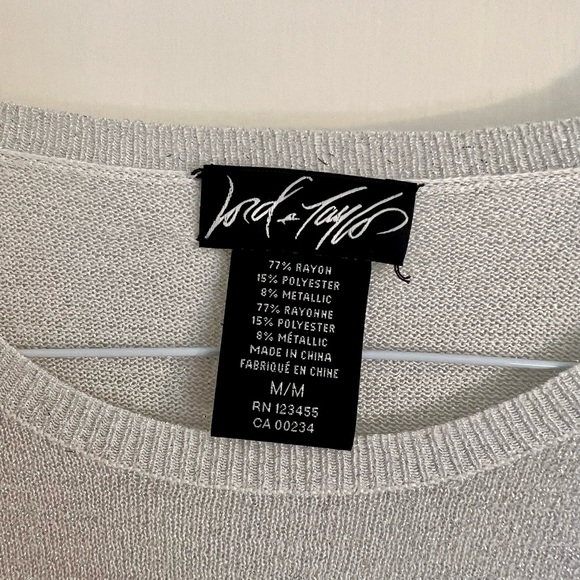 Lord & Taylor
77% RAYON
15% POLYESTER
8% METALLIC
77% RAYONNE
15% POLYESTER
8% MÉTALLIC
MADE IN CHINA
FABRIQUÉ EN CHINE
M/M
RN 123455
CA 00234